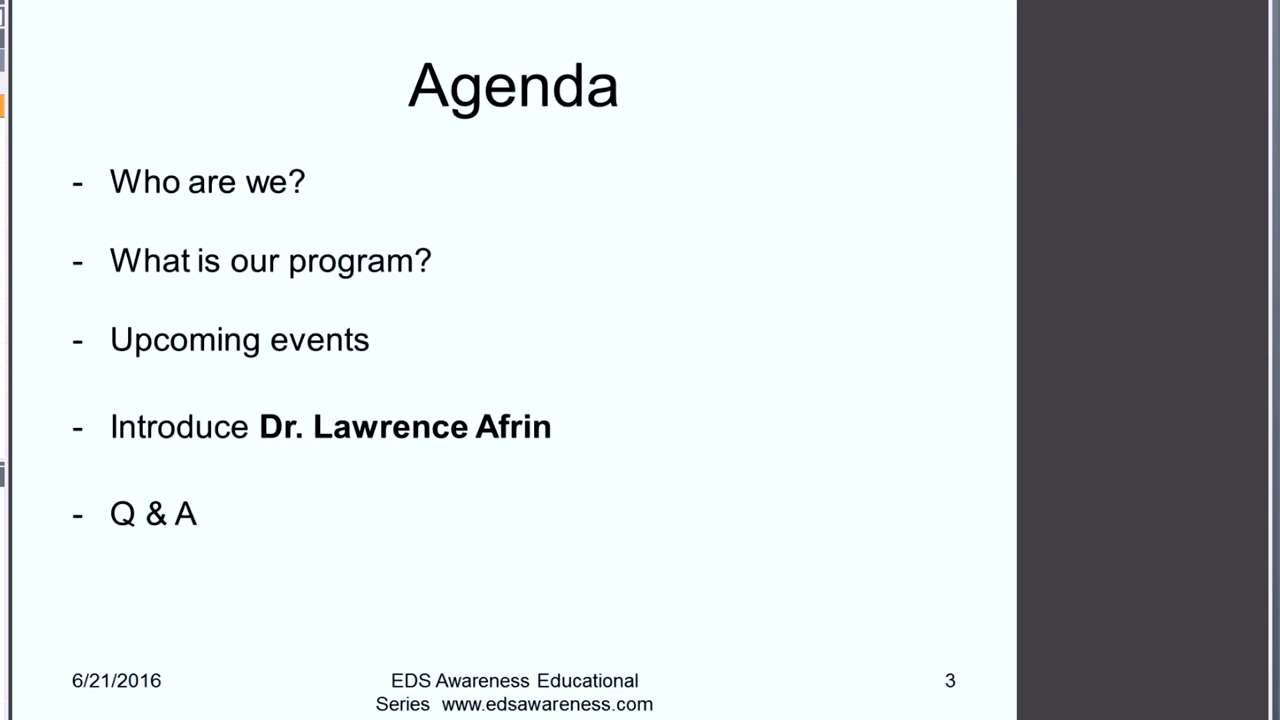 Agenda
- Who are we?
- What is our program?
- Upcoming events
- Introduce Dr. Lawrence Afrin
- Q & A
6/21/2016
EDS Awareness Educational
Series www.edsawareness.com
3